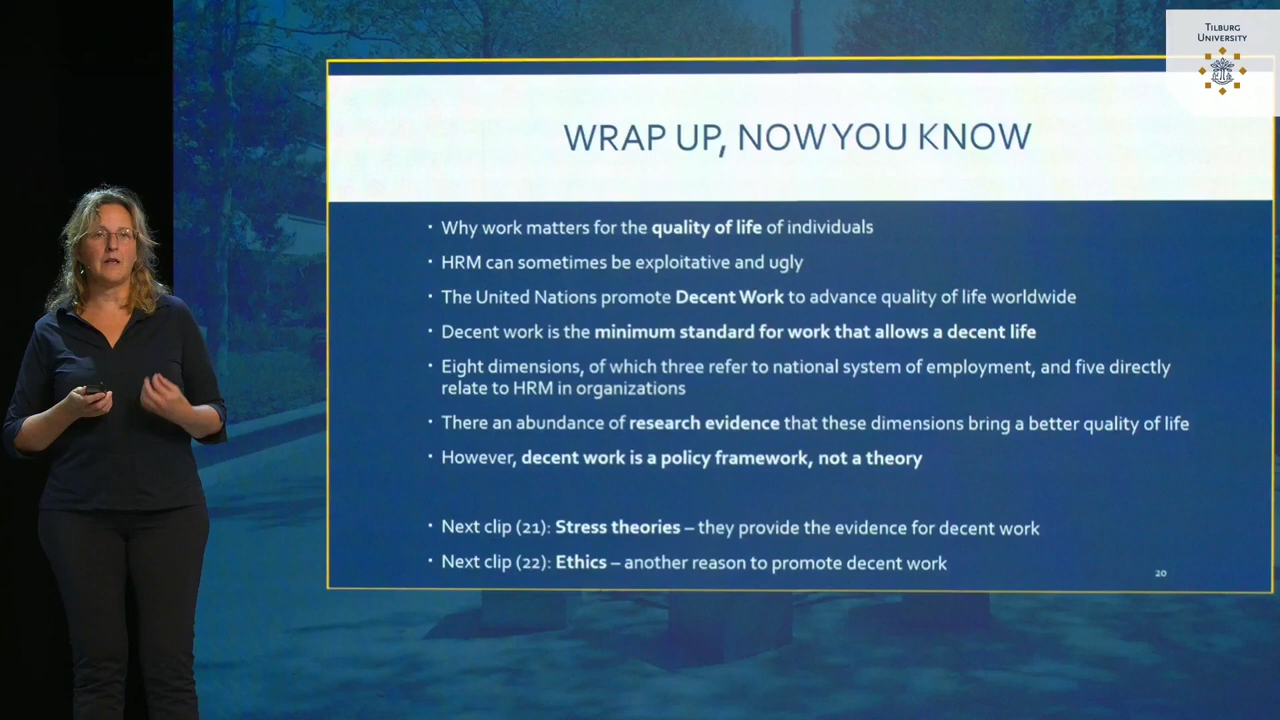 TILBURG
UNIVERSITY
WRAP UP, NOW YOU KNOW
· Why work matters for the quality of life of individuals
· HRM can sometimes be exploitative and ugly
· The United Nations promote Decent Work to advance quality of life worldwide
· Decent work is the minimum standard for work that allows a decent life
· Eight dimensions, of which three refer to national system of employment, and five directly
relate to HRM in organizations
· There an abundance of research evidence that these dimensions bring a better quality of life
· However, decent work is a policy framework, not a theory
· Next clip (21): Stress theories – they provide the evidence for decent work
· Next clip (22): Ethics – another reason to promote decent work
20